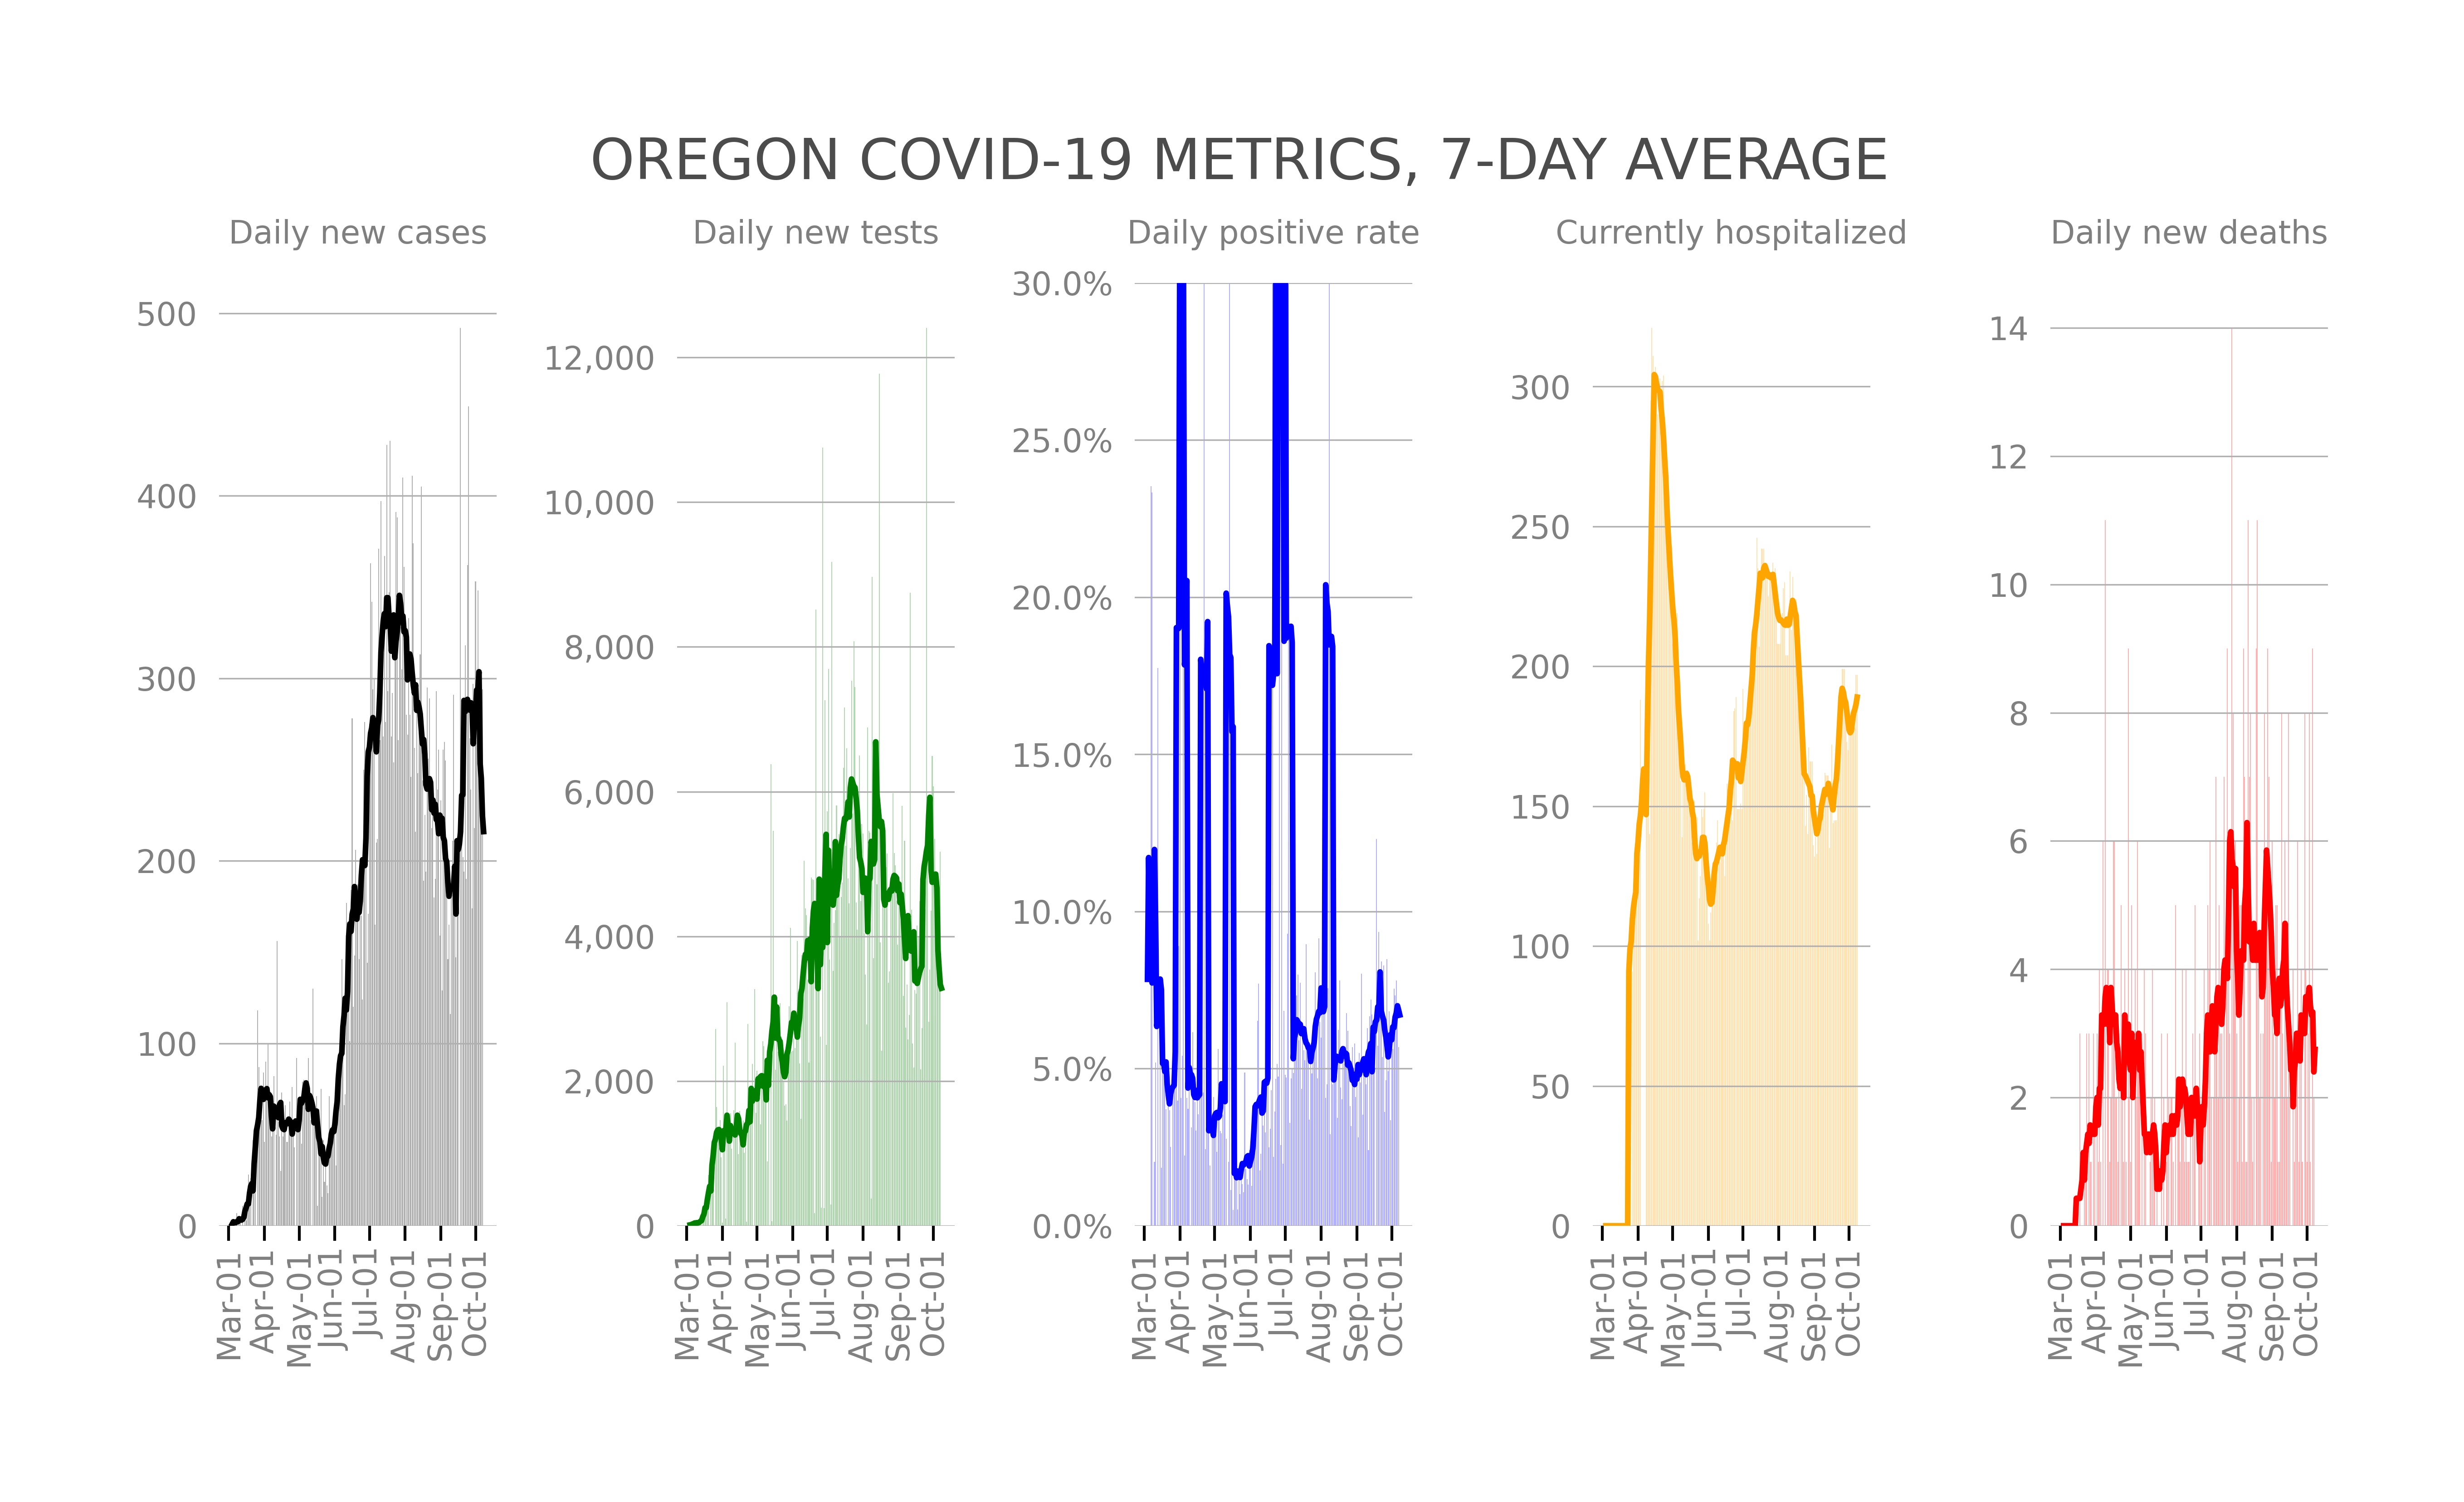 OREGON COVID-19 METRICS, 7-DAY AVERAGE
Daily new cases
500
400
300
200
100
0
Mar-01
Apr-01
May-01
Jun-01
Jul-01
Aug-01
Sep-01
Oct-01
Daily new tests
12,000
10,000
8,000
6,000
4,000
2,000
0
Mar-01
Apr-01
May-01
Jun-01
Jul-01
Aug-01
Sep-01
Oct-01
Daily positive rate
30.0%
25.0%
20.0%
15.0%
10.0%
5.0%
0.0%
Mar-01
Apr-01
May-01
Jun-01
Jul-01
Aug-01
Sep-01
Oct-01
Currently hospitalized
300
250
200
150
100
50
0
Mar-01
Apr-01
May-01
Jun-01
Jul-01
Aug-01
Sep-01
Oct-01
Daily new deaths
14
12
10
8
6
4
2
0
Mar-01
Apr-01
May-01
Jun-01
Jul-01
Aug-01
Sep-01
Oct-01